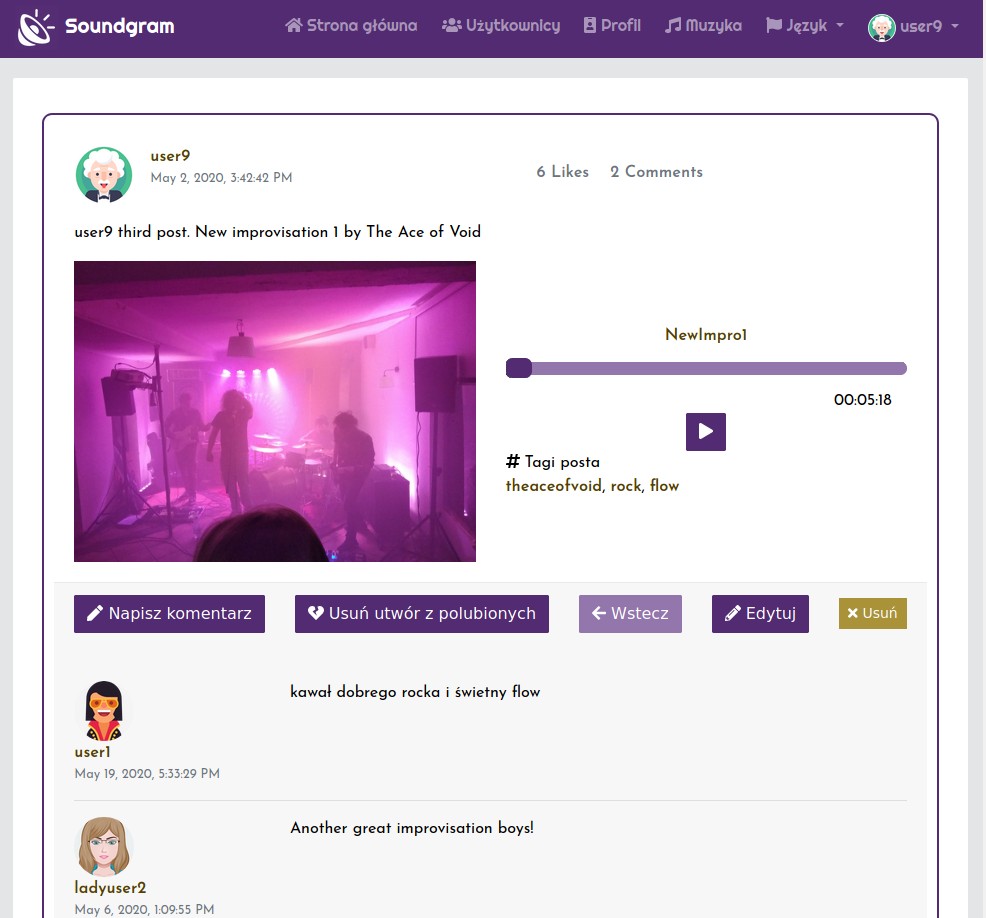 Soundgram Strona główna Użytkownicy Profil Muzyka Język user9
user9
May 2, 2020, 3:42:42 PM
6 Likes 2 Comments
user9 third post. New improvisation 1 by The Ace of Void
NewImpro1
00:05:18
# Tagi posta
theaceofvoid, rock, flow
Napisz komentarz Usuń utwór z polubionych Wstecz Edytuj Usuń
kawał dobrego rocka i świetny flow
user1
May 19, 2020, 5:33:29 PM
Another great improvisation boys!
ladyuser2
May 6, 2020, 1:09:55 PM